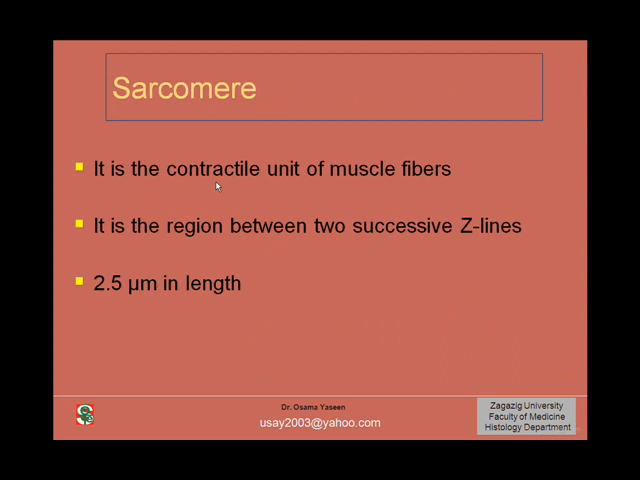 Sarcomere
It is the contractile unit of muscle fibers
It is the region between two successive Z-lines
2.5 µm in length
Dr. Osama Yaseen
usay2003@yahoo.com
Zagazig University
Faculty of Medicine
Histology Department